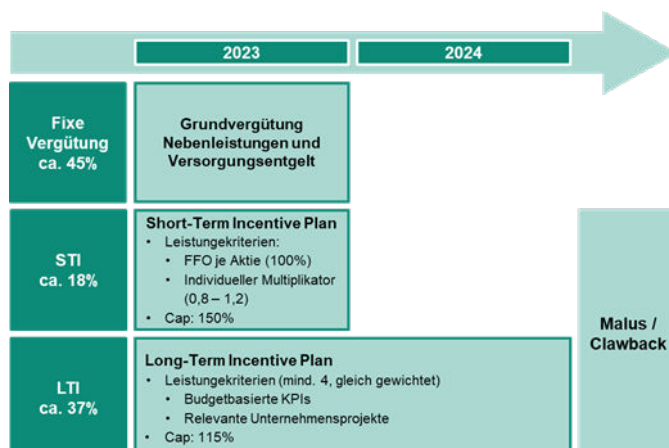 2023
2024
Fixe
Vergütung
ca. 45%
Grundvergütung
Nebenleistungen und
Versorgungsentgelt
STI
ca. 18%
Short-Term Incentive Plan
• Leistungekriterien:
• FFO je Aktie (100%)
• Individueller Multiplikator
(0,8 – 1,2)
• Cap: 150%
LTI
ca. 37%
Long-Term Incentive Plan
• Leistungekriterien (mind. 4, gleich gewichtet)
• Budgetbasierte KPIs
• Relevante Unternehmensprojekte
• Cap: 115%
Malus /
Clawback